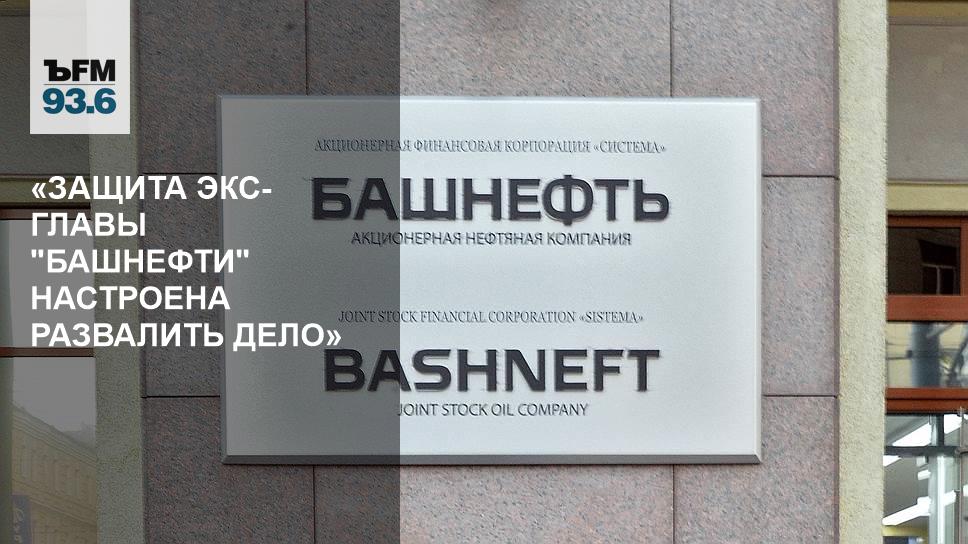 ЪFM
93.6
«ЗАЩИТА ЭКС-
ГЛАВЫ
"БАШНЕФТИ"
НАСТРОЕНА
РАЗВАЛИТЬ ДЕЛО»
АКЦИОНЕРНАЯ ФИНАНСОВАЯ КОРПОРАЦИЯ «СИСТЕМА»
БАШНЕФТЬ
АКЦИОНЕРНАЯ НЕФТЯНАЯ КОМПАНИЯ
JOINT STOCK FINANCIAL CORPORATION «SISTEMA»
BASHNEFT
JOINT STOCK OIL COMPANY